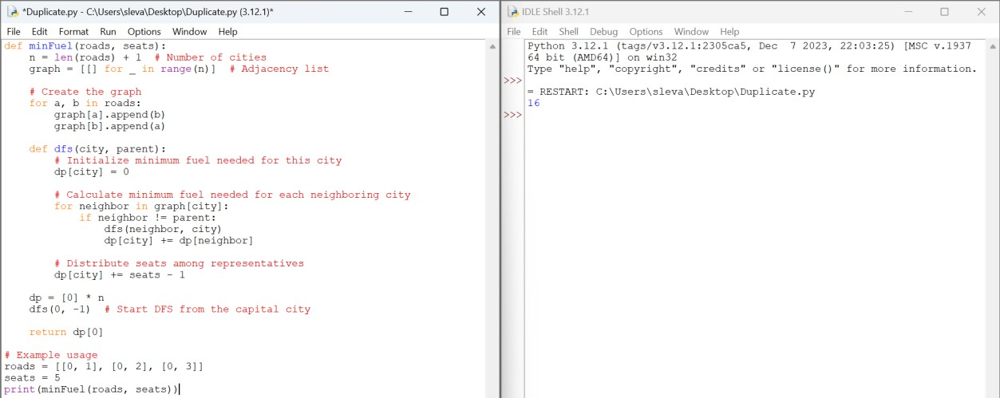 *Duplicate.py - C:\Users\sleva\Desktop\Duplicate.py (3.12.1)*
File Edit Format Run Options Window Help
def minFuel(roads, seats):
    n = len(roads) + 1  # Number of cities
    graph = [[] for _ in range(n)]  # Adjacency list

    # Create the graph
    for a, b in roads:
        graph[a].append(b)
        graph[b].append(a)

    def dfs(city, parent):
        # Initialize minimum fuel needed for this city
        dp[city] = 0

        # Calculate minimum fuel needed for each neighboring city
        for neighbor in graph[city]:
            if neighbor != parent:
                dfs(neighbor, city)
                dp[city] += dp[neighbor]

        # Distribute seats among representatives
        dp[city] += seats - 1

    dp = [0] * n
    dfs(0, -1)  # Start DFS from the capital city

    return dp[0]

# Example usage
roads = [[0, 1], [0, 2], [0, 3]]
seats = 5
print(minFuel(roads, seats))
IDLE Shell 3.12.1
File Edit Shell Debug Options Window Help
Python 3.12.1 (tags/v3.12.1:2305ca5, Dec  7 2023, 22:03:25) [MSC v.1937
64 bit (AMD64)] on win32
Type "help", "copyright", "credits" or "license()" for more information.
>>>
= RESTART: C:\Users\sleva\Desktop\Duplicate.py
16
>>>